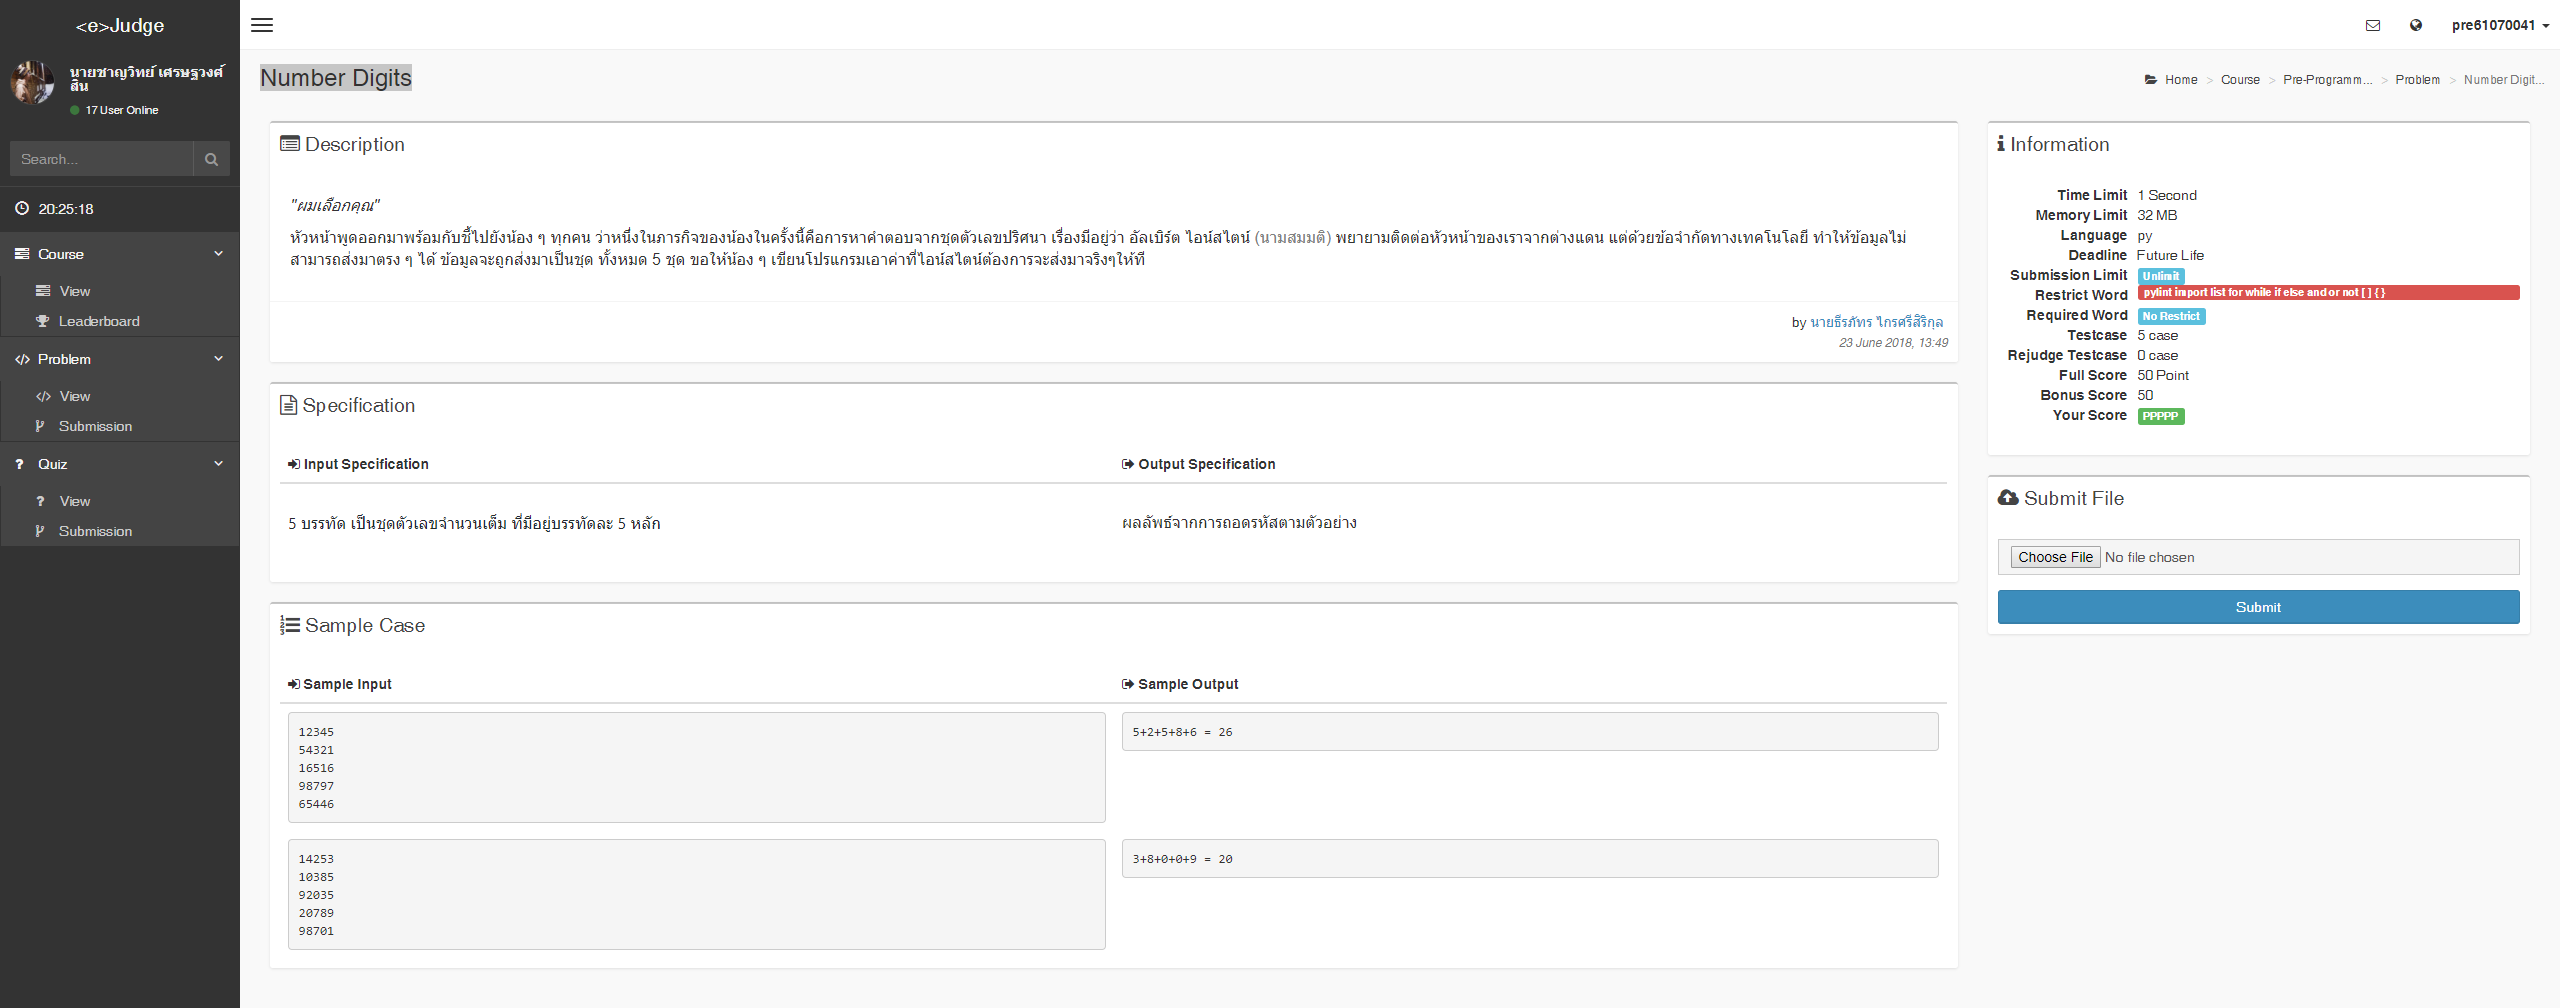 <e>Judge
pre61070041
นายชาญวิทย์ เศรษฐวงศ์
สิน
17 User Online
Search...
20:25:18
Course
View
Leaderboard
Problem
View
Submission
Quiz
View
Submission
Number Digits
Home > Course > Pre-Programm... > Problem > Number Digit...
Description
"ผมเลือกคุณ"
หัวหน้าพูดออกมาพร้อมกับชี้ไปยังน้อง ๆ ทุกคน ว่าหนึ่งในภารกิจของน้องในครั้งนี้คือการหาคำตอบจากชุดตัวเลขปริศนา เรื่องมีอยู่ว่า อัลเบิร์ต ไอน์สไตน์ (นามสมมติ) พยายามติดต่อหัวหน้าของเราจากต่างแดน แต่ด้วยข้อจำกัดทางเทคโนโลยี ทำให้ข้อมูลไม่
สามารถส่งมาตรง ๆ ได้ ข้อมูลจะถูกส่งมาเป็นชุด ทั้งหมด 5 ชุด ขอให้น้อง ๆ เขียนโปรแกรมเอาค่าที่ไอน์สไตน์ต้องการจะส่งมาจริงๆให้ที
by นายธีรภัทร ไกรศรีสิริกุล
23 June 2018, 13:49
Specification
Input Specification
Output Specification
5 บรรทัด เป็นชุดตัวเลขจำนวนเต็ม ที่มีอยู่บรรทัดละ 5 หลัก
ผลลัพธ์จากการถอดรหัสตามตัวอย่าง
Sample Case
Sample Input
Sample Output
12345
54321
16516
98797
65446
5+2+5+8+6 = 26
14253
10385
92035
20789
98701
3+8+0+0+9 = 20
Information
Time Limit 1 Second
Memory Limit 32 MB
Language py
Deadline Future Life
Submission Limit Unlimit
Restrict Word pylint import list for while if else and or not [ ] { }
Required Word No Restrict
Testcase 5 case
Rejudge Testcase 0 case
Full Score 50 Point
Bonus Score 50
Your Score PPPPP
Submit File
Choose File No file chosen
Submit